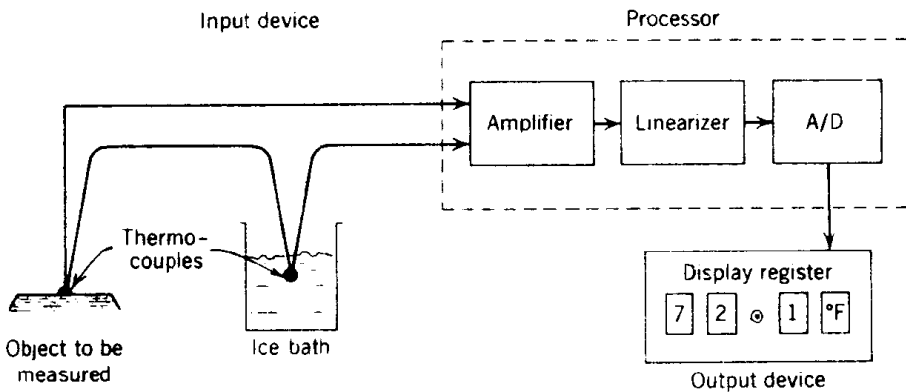 Input device
Processor
Amplifier
Linearizer
A/D
Thermo-
couples
Display register
7 2 . 1 °F
Object to be
measured
Ice bath
Output device